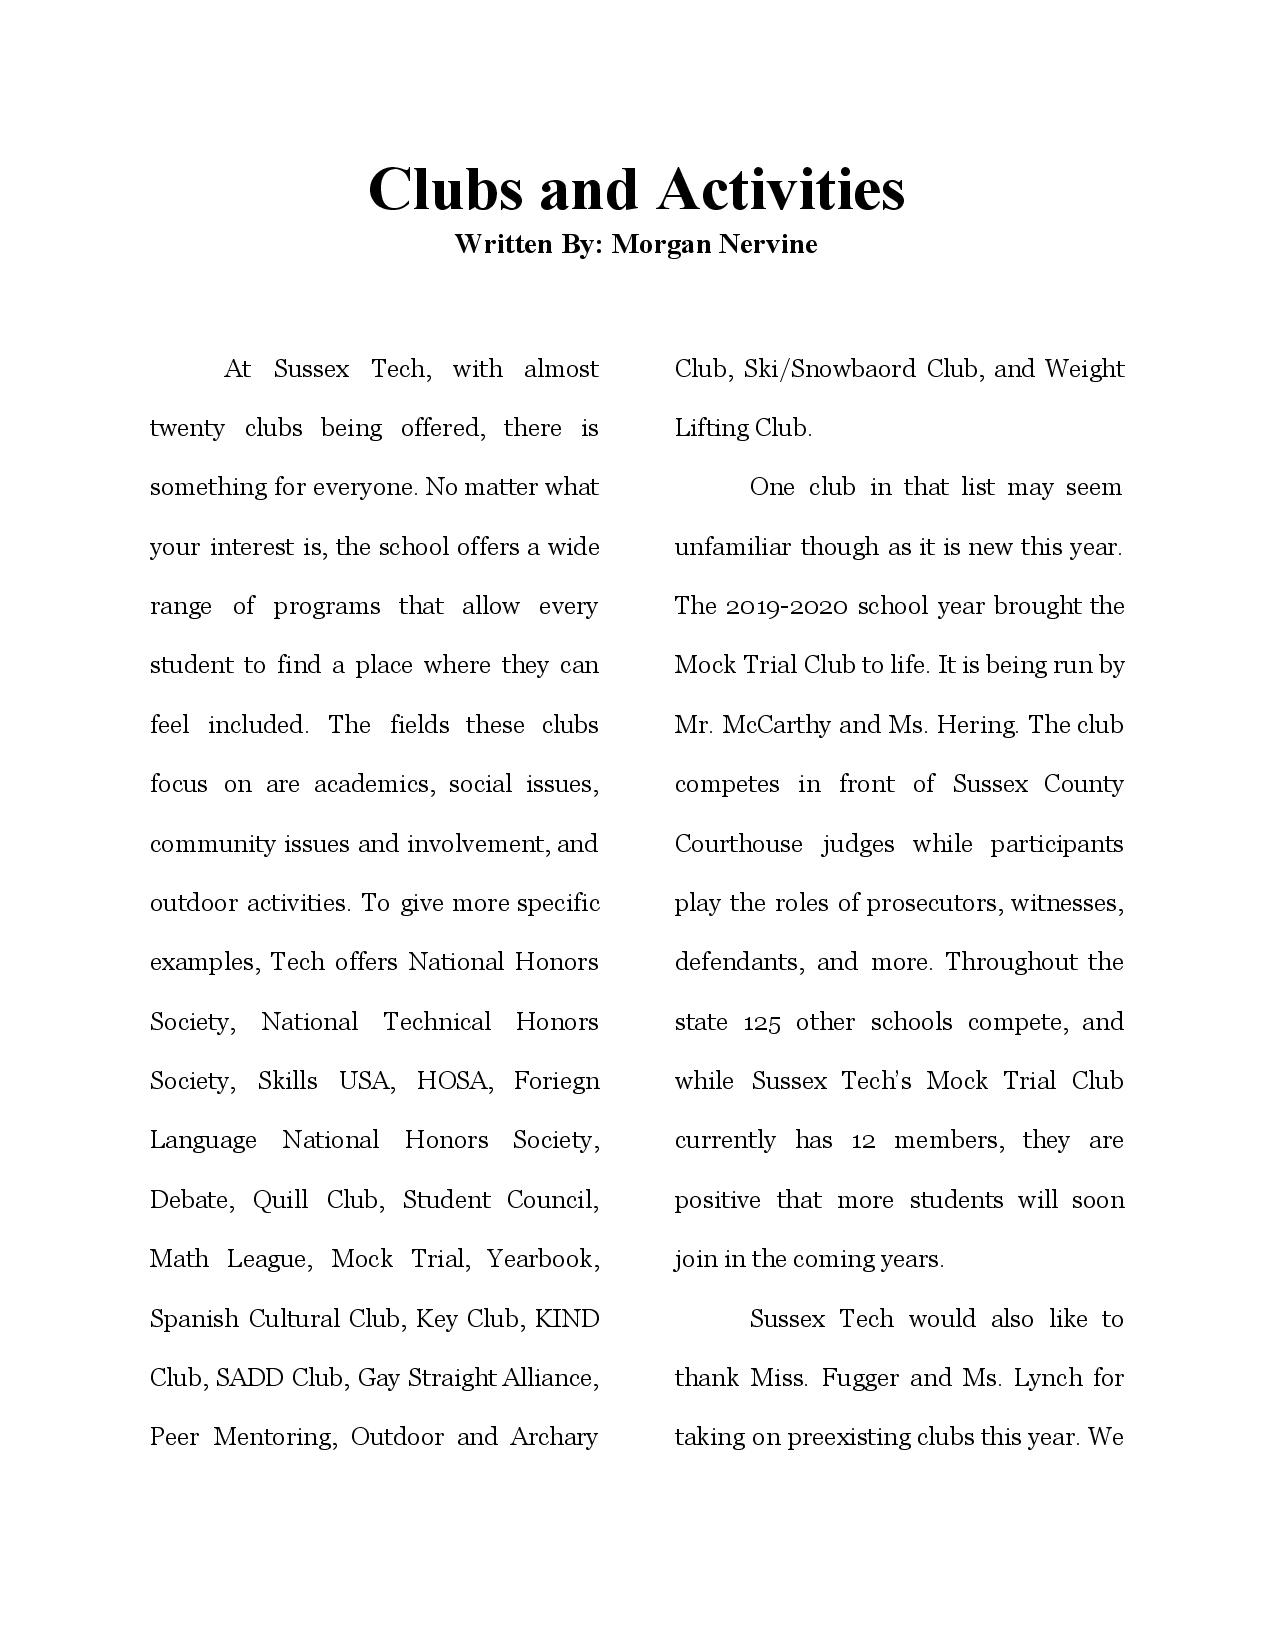 Clubs and Activities
Written By: Morgan Nervine
At Sussex Tech, with almost
twenty clubs being offered, there is
something for everyone. No matter what
your interest is, the school offers a wide
range of programs that allow every
student to find a place where they can
feel included. The fields these clubs
focus on are academics, social issues,
community issues and involvement, and
outdoor activities. To give more specific
examples, Tech offers National Honors
Society, National Technical Honors
Society, Skills USA, HOSA, Foriegn
Language National Honors Society,
Debate, Quill Club, Student Council,
Math League, Mock Trial, Yearbook,
Spanish Cultural Club, Key Club, KIND
Club, SADD Club, Gay Straight Alliance,
Peer Mentoring, Outdoor and Archary
Club, Ski/Snowbaord Club, and Weight
Lifting Club.
One club in that list may seem
unfamiliar though as it is new this year.
The 2019-2020 school year brought the
Mock Trial Club to life. It is being run by
Mr. McCarthy and Ms. Hering. The club
competes in front of Sussex County
Courthouse judges while participants
play the roles of prosecutors, witnesses,
defendants, and more. Throughout the
state 125 other schools compete, and
while Sussex Tech's Mock Trial Club
currently has 12 members, they are
positive that more students will soon
join in the coming years.
Sussex Tech would also like to
thank Miss. Fugger and Ms. Lynch for
taking on preexisting clubs this year. We